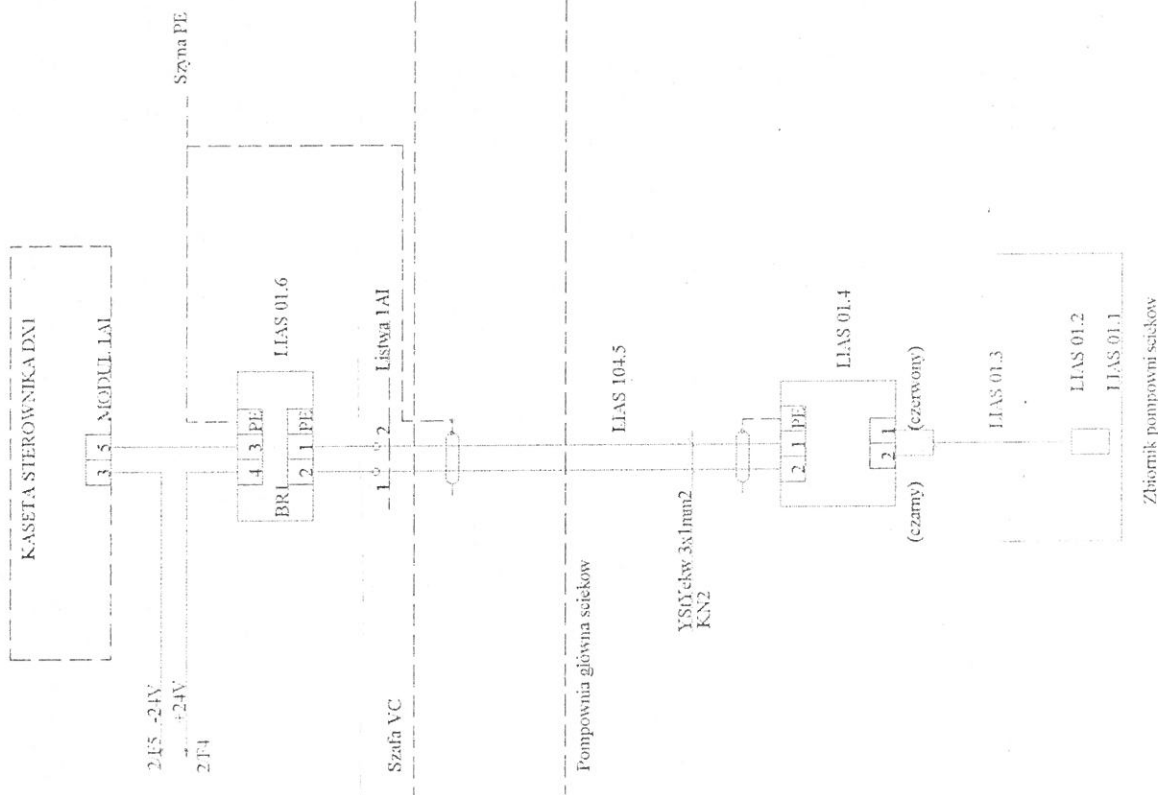 KASETA STEROWNIKA DX1
3 5 MODUL 1AI
Szyna PE
2F5 -24V
+24V
2F4
4 3 PE
BR1
2 1 PE
LIAS 01.6
1 2 Listwa 1AI
Szafa VC
Pompownia główna sciekow
LIAS 104.5
YStYekw 3x1mm2
KN2
2 1 PE
LIAS 01.4
2 1
(czarny) (czerwony)
LIAS 01.3
LIAS 01.2
LIAS 01.1
Zbiornik pompowni sciekow